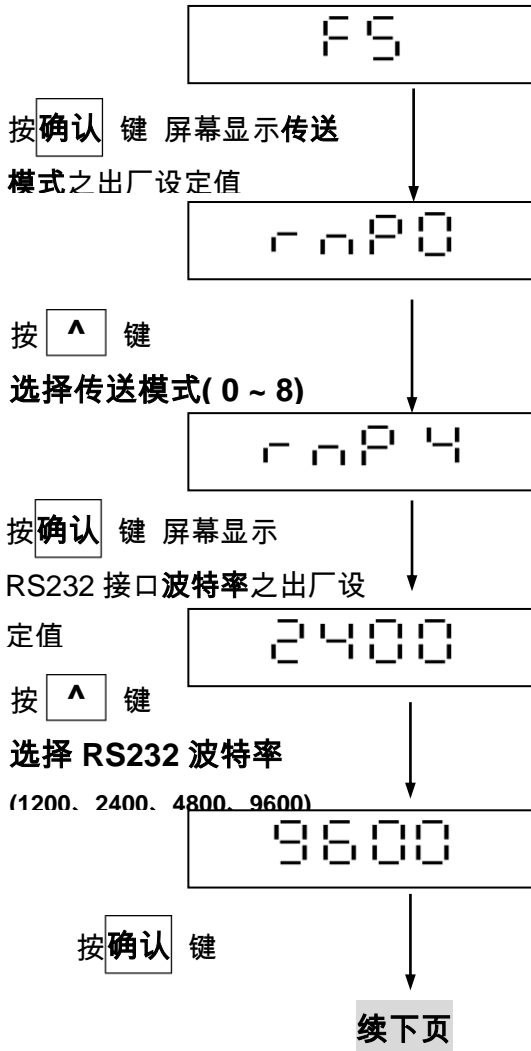 FS
按确认 键 屏幕显示传送
模式之出厂设定值
rnP0
按 ^ 键
选择传送模式( 0 ~ 8)
rnP 4
按确认 键 屏幕显示
RS232 接口波特率之出厂设
定值
2400
按 ^ 键
选择 RS232 波特率
(1200、2400、4800、9600)
9600
按确认 键
续下页